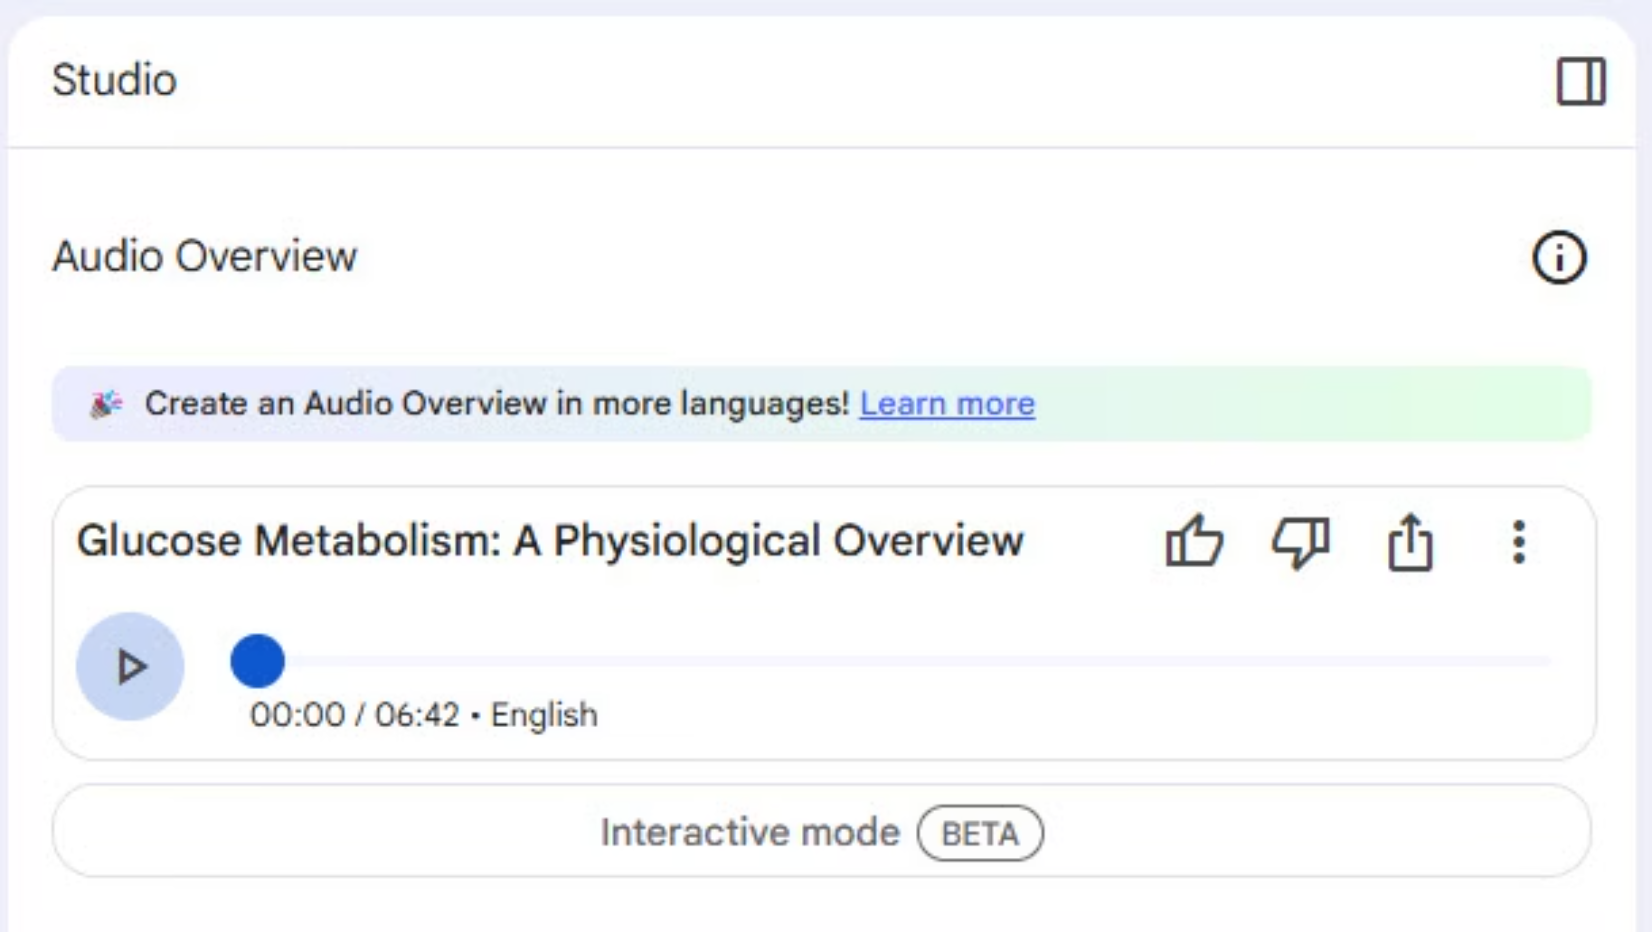 Studio
Audio Overview
Create an Audio Overview in more languages! Learn more
Glucose Metabolism: A Physiological Overview
00:00 / 06:42 • English
Interactive mode BETA